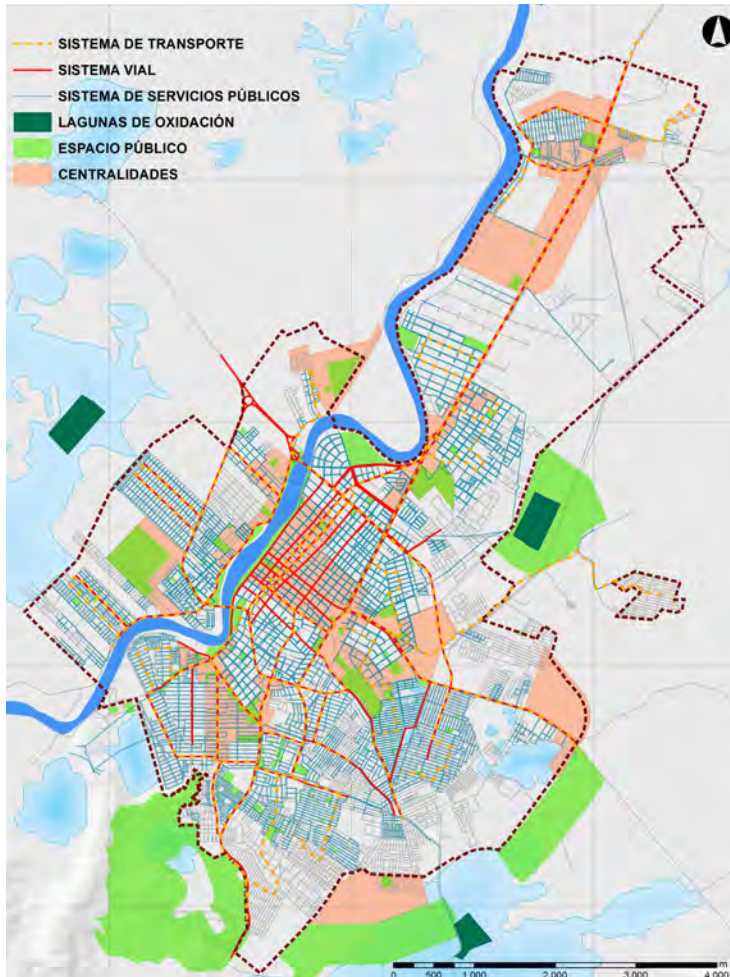 SISTEMA DE TRANSPORTE
SISTEMA VIAL
SISTEMA DE SERVICIOS PÚBLICOS
LAGUNAS DE OXIDACIÓN
ESPACIO PÚBLICO
CENTRALIDADES
m
0 500 1.000 2.000 3.000 4.000